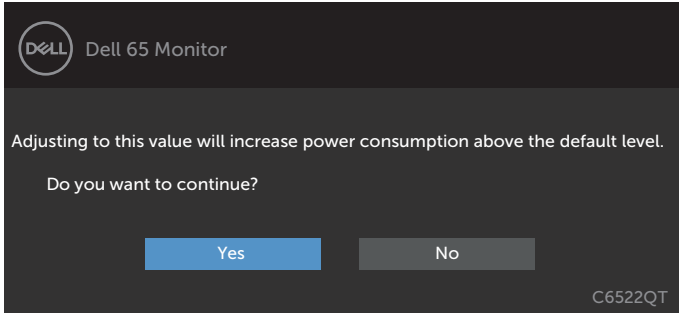 DELL
Dell 65 Monitor
Adjusting to this value will increase power consumption above the default level.
Do you want to continue?
Yes
No
C6522QT